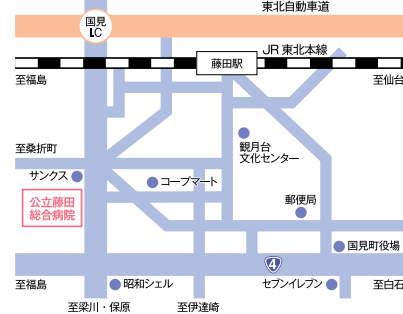 東北自動車道
国見
I.C
JR 東北本線
藤田駅
至福島
至仙台
観月台
文化センター
至桑折町
サンクス
コープマート
公立藤田
総合病院
郵便局
国見町役場
4
至福島
昭和シェル
セブンイレブン
至白石
至梁川・保原
至伊達崎